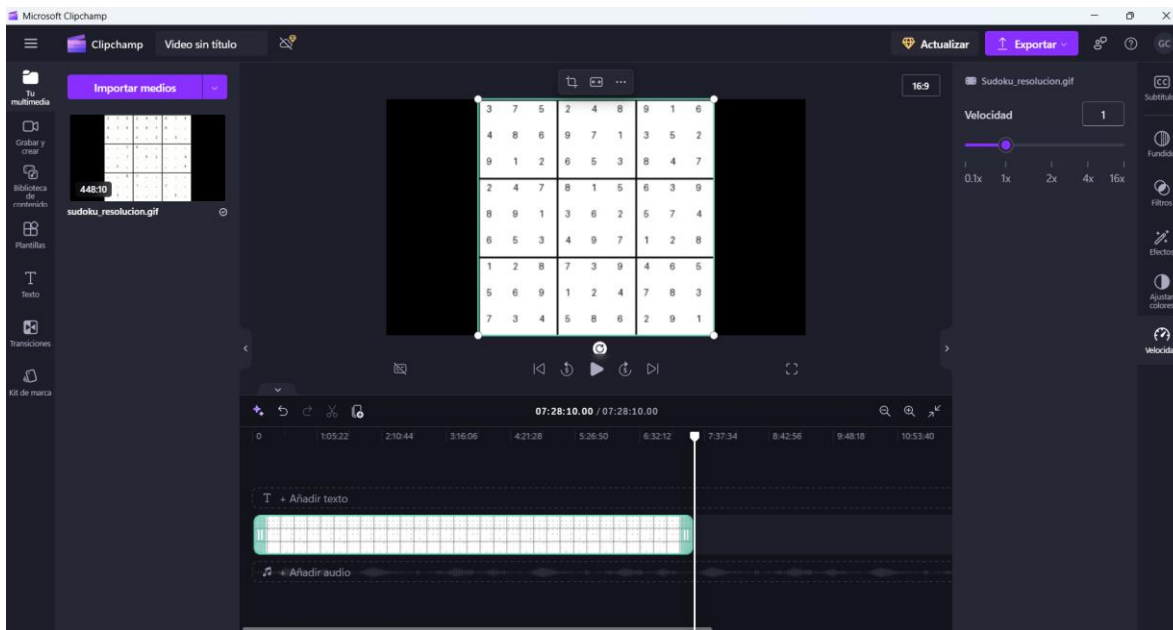 Microsoft Clipchamp
Clipchamp
Video sin título
Actualizar
Exportar
GC
Tu multimedia
Grabar y crear
Biblioteca de contenido
Plantillas
Texto
Transiciones
Kit de marca
Importar medios
448:10
sudoku_resolucion.gif
16:9
3 7 5 2 4 8 9 1 6
4 8 6 9 7 1 3 5 2
9 1 2 6 5 3 8 4 7
2 4 7 8 1 5 6 3 9
8 9 1 3 6 2 5 7 4
6 5 3 4 9 7 1 2 8
1 2 8 7 3 9 4 6 5
5 6 9 1 2 4 7 8 3
7 3 4 5 8 6 2 9 1
Sudoku_resolucion.gif
Velocidad 1
0.1x 1x 2x 4x 16x
CC
Subtítulo
Fundido
Filtros
Efectos
Ajustar colores
Velocida
5 5
07:28:10.00 / 07:28:10.00
0 1:05:22 2:10:44 3:16:06 4:21:28 5:26:50 6:32:12 7:37:34 8:42:56 9:48:18 10:53:40
T + Añadir texto
+ Añadir audio